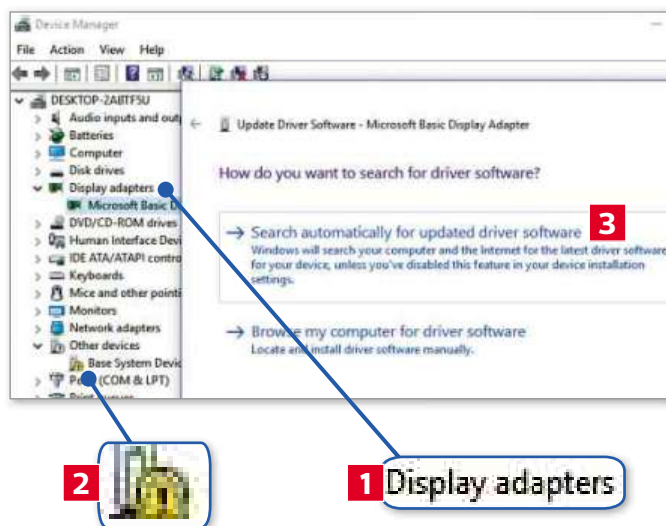 Device Manager
File Action View Help
DESKTOP-2ABTF5U
Audio inputs and out
Batteries
Computer
Disk drives
Display adapters
Microsoft Basic D
DVD/CD-ROM drives
Human Interface Devi
IDE ATA/ATAPI contro
Keyboards
Mice and other pointi
Monitors
Network adapters
Other devices
Base System Devic
(COM & LPT)
Print queues
Update Driver Software - Microsoft Basic Display Adapter
How do you want to search for driver software?
Search automatically for updated driver software 3
Windows will search your computer and the Internet for the latest driver software
for your device, unless you've disabled this feature in your device installation
settings.
Browse my computer for driver software
Locate and install driver software manually.
2
1 Display adapters